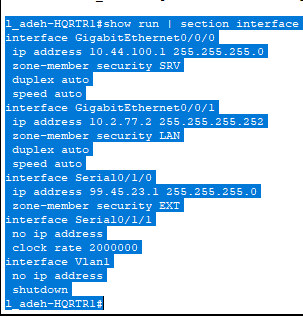 l_adeh-HQRTR1#show run | section interface
interface GigabitEthernet0/0/0
 ip address 10.44.100.1 255.255.255.0
 zone-member security SRV
 duplex auto
 speed auto
interface GigabitEthernet0/0/1
 ip address 10.2.77.2 255.255.255.252
 zone-member security LAN
 duplex auto
 speed auto
interface Serial0/1/0
 ip address 99.45.23.1 255.255.255.0
 zone-member security EXT
interface Serial0/1/1
 no ip address
 clock rate 2000000
interface Vlan1
 no ip address
 shutdown
l_adeh-HQRTR1#